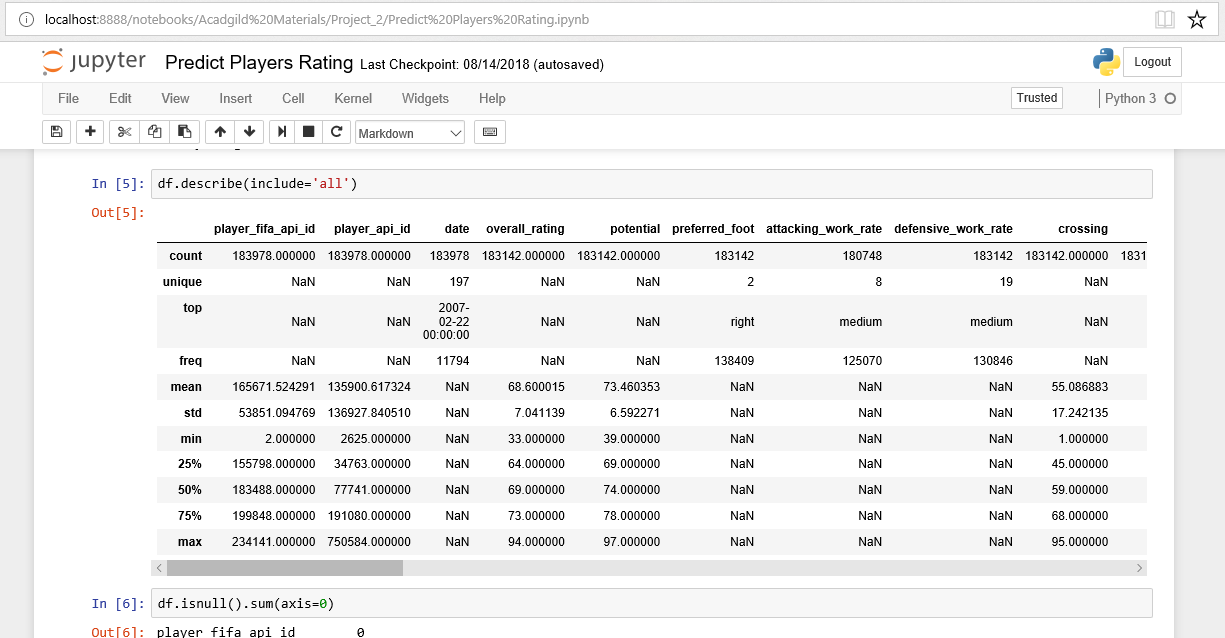 localhost:8888/notebooks/Acadgild%20Materials/Project_2/Predict%20Players%20Rating.ipynb
jupyter Predict Players Rating Last Checkpoint: 08/14/2018 (autosaved) Logout
File Edit View Insert Cell Kernel Widgets Help Trusted Python 3
Markdown
In [5]: df.describe(include='all')
Out[5]:
player_fifa_api_id player_api_id date overall_rating potential preferred_foot attacking_work_rate defensive_work_rate crossing
count 183978.000000 183978.000000 183978 183142.000000 183142.000000 183142 180748 183142 183142.000000 1831
unique NaN NaN 197 NaN NaN 2 8 19 NaN
top NaN NaN 2007-
02-22
00:00:00 NaN NaN right medium medium NaN
freq NaN NaN 11794 NaN NaN 138409 125070 130846 NaN
mean 165671.524291 135900.617324 NaN 68.600015 73.460353 NaN NaN NaN 55.086883
std 53851.094769 136927.840510 NaN 7.041139 6.592271 NaN NaN NaN 17.242135
min 2.000000 2625.000000 NaN 33.000000 39.000000 NaN NaN NaN 1.000000
25% 155798.000000 34763.000000 NaN 64.000000 69.000000 NaN NaN NaN 45.000000
50% 183488.000000 77741.000000 NaN 69.000000 74.000000 NaN NaN NaN 59.000000
75% 199848.000000 191080.000000 NaN 73.000000 78.000000 NaN NaN NaN 68.000000
max 234141.000000 750584.000000 NaN 94.000000 97.000000 NaN NaN NaN 95.000000
In [6]: df.isnull().sum(axis=0)
Out[6]: player_fifa_api_id 0